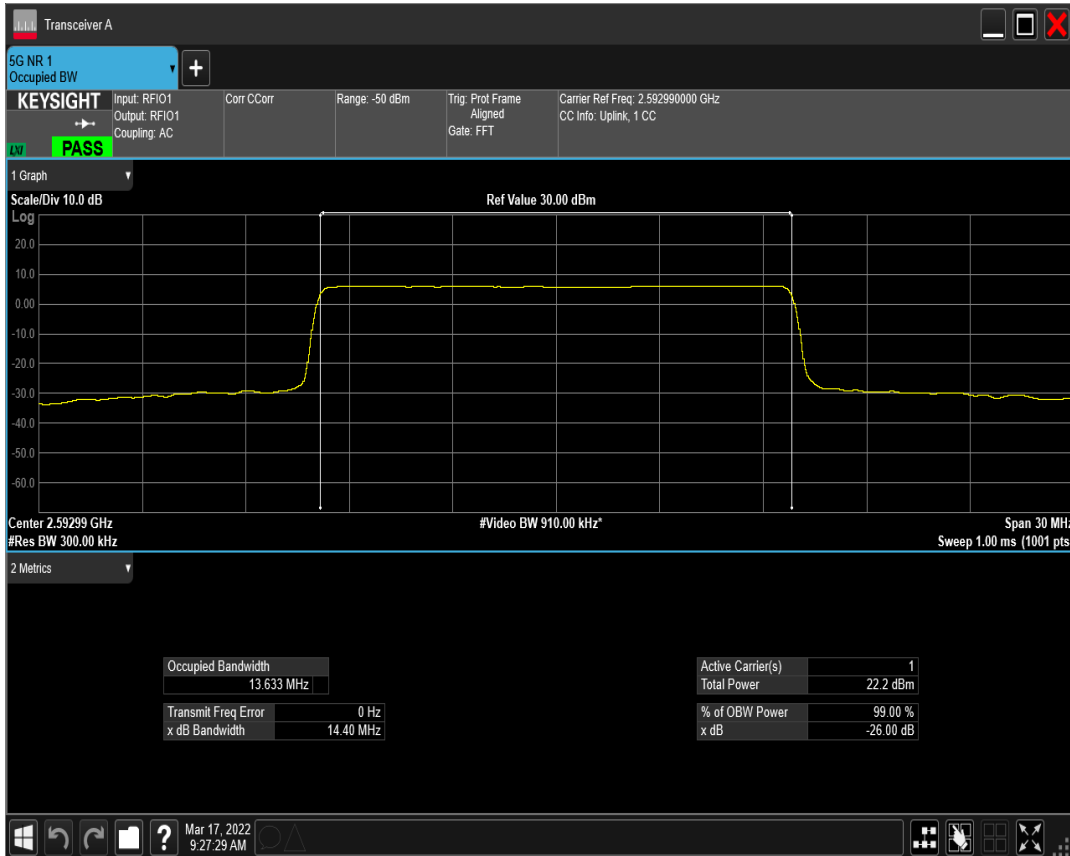 Transceiver A
5G NR 1
Occupied BW
KEYSIGHT
LXI
PASS
Input: RFIO1
Output: RFIO1
Coupling: AC
Corr CCorr
Range: -50 dBm
Trig: Prot Frame
Aligned
Gate: FFT
Carrier Ref Freq: 2.592990000 GHz
CC Info: Uplink, 1 CC
1 Graph
Scale/Div 10.0 dB
Ref Value 30.00 dBm
Log
20.0
10.0
0.00
-10.0
-20.0
-30.0
-40.0
-50.0
-60.0
Center 2.59299 GHz
#Video BW 910.00 kHz*
Span 30 MHz
#Res BW 300.00 kHz
Sweep 1.00 ms (1001 pts
2 Metrics
Occupied Bandwidth
13.633 MHz
Transmit Freq Error 0 Hz
x dB Bandwidth 14.40 MHz
Active Carrier(s) 1
Total Power 22.2 dBm
% of OBW Power 99.00 %
x dB -26.00 dB
?
Mar 17, 2022
9:27:29 AM